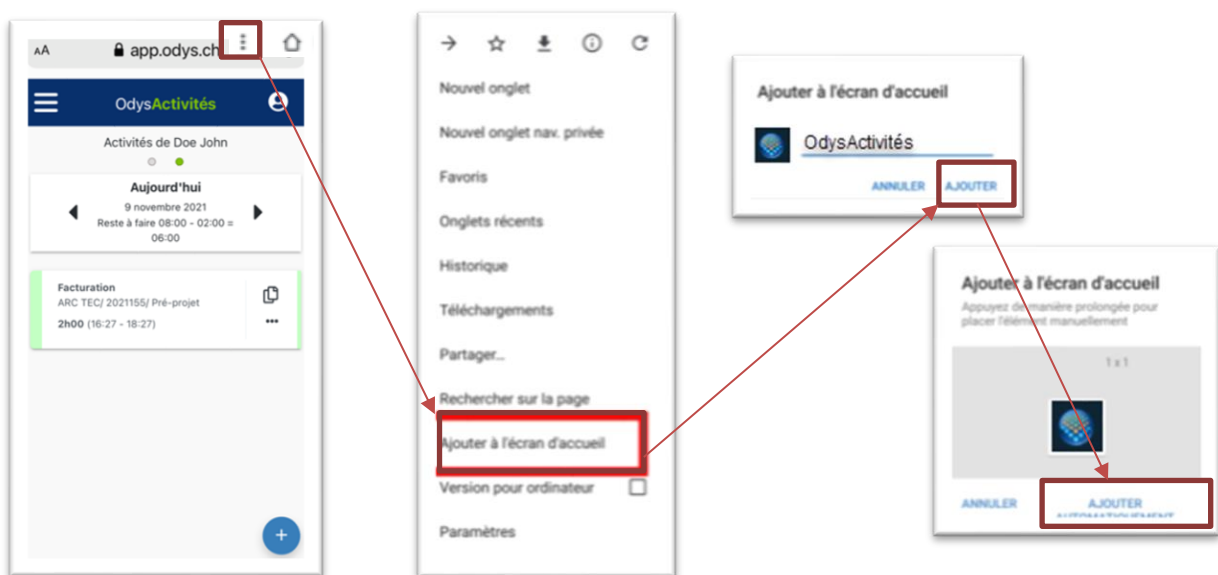 AA app.odys.ch
OdysActivités
Activités de Doe John
Aujourd'hui
9 novembre 2021
Reste à faire 08:00 - 02:00 =
06:00
Facturation
ARC TEC/ 2021155/ Pré-projet
2h00 (16:27 - 18:27)
Nouvel onglet
Nouvel onglet nav. privée
Favoris
Onglets récents
Historique
Téléchargements
Partager...
Rechercher sur la page
Ajouter à l'écran d'accueil
Version pour ordinateur
Paramètres
Ajouter à l'écran d'accueil
OdysActivités
ANNULER AJOUTER
Ajouter à l'écran d'accueil
Appuyez de manière prolongée pour
placer l'élément manuellement
1 x 1
ANNULER AJOUTER
AUTOMATIQUEMENT